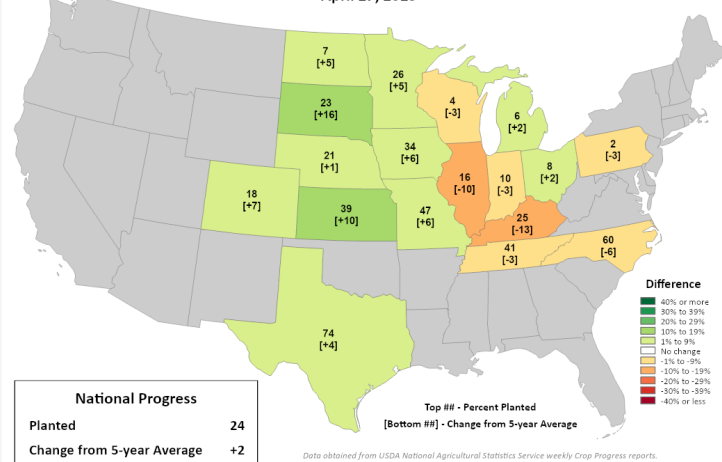 7
[+5]
26
[+5]
4
[-3]
6
[+2]
23
[+16]
34
[+6]
21
[+1]
16
[-10]
10
[-3]
8
[+2]
2
[-3]
18
[+7]
39
[+10]
47
[+6]
25
[-13]
41
[-3]
60
[-6]
74
[+4]
Difference
40% or more
30% to 39%
20% to 29%
10% to 19%
1% to 9%
No change
-1% to -9%
-10% to -19%
-20% to -29%
-30% to -39%
-40% or less
National Progress
Planted 24
Change from 5-year Average +2
Top ## - Percent Planted
[Bottom ##] - Change from 5-year Average
Data obtained from USDA National Agricultural Statistics Service weekly Crop Progress reports.